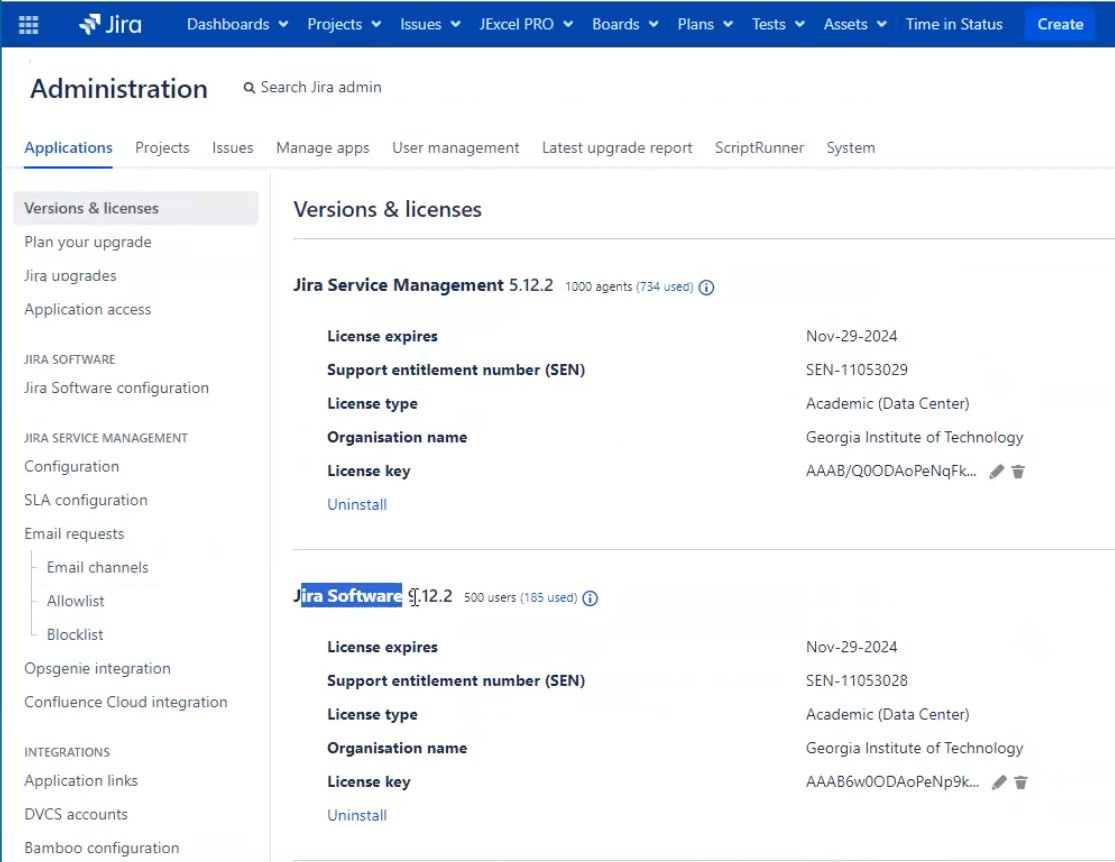 Jira Dashboards Projects Issues JExcel PRO Boards Plans Tests Assets Time in Status Create
Administration Search Jira admin
Applications Projects Issues Manage apps User management Latest upgrade report ScriptRunner System
Versions & licenses
Plan your upgrade
Jira upgrades
Application access
JIRA SOFTWARE
Jira Software configuration
JIRA SERVICE MANAGEMENT
Configuration
SLA configuration
Email requests
Email channels
Allowlist
Blocklist
Opsgenie integration
Confluence Cloud integration
INTEGRATIONS
Application links
DVCS accounts
Bamboo configuration
Versions & licenses
Jira Service Management 5.12.2 1000 agents (734 used)
License expires Nov-29-2024
Support entitlement number (SEN) SEN-11053029
License type Academic (Data Center)
Organisation name Georgia Institute of Technology
License key AAAB/Q0ODAoPeNqFk...
Uninstall
Jira Software 9.12.2 500 users (185 used)
License expires Nov-29-2024
Support entitlement number (SEN) SEN-11053028
License type Academic (Data Center)
Organisation name Georgia Institute of Technology
License key AAAB6w0ODAoPeNp9k...
Uninstall